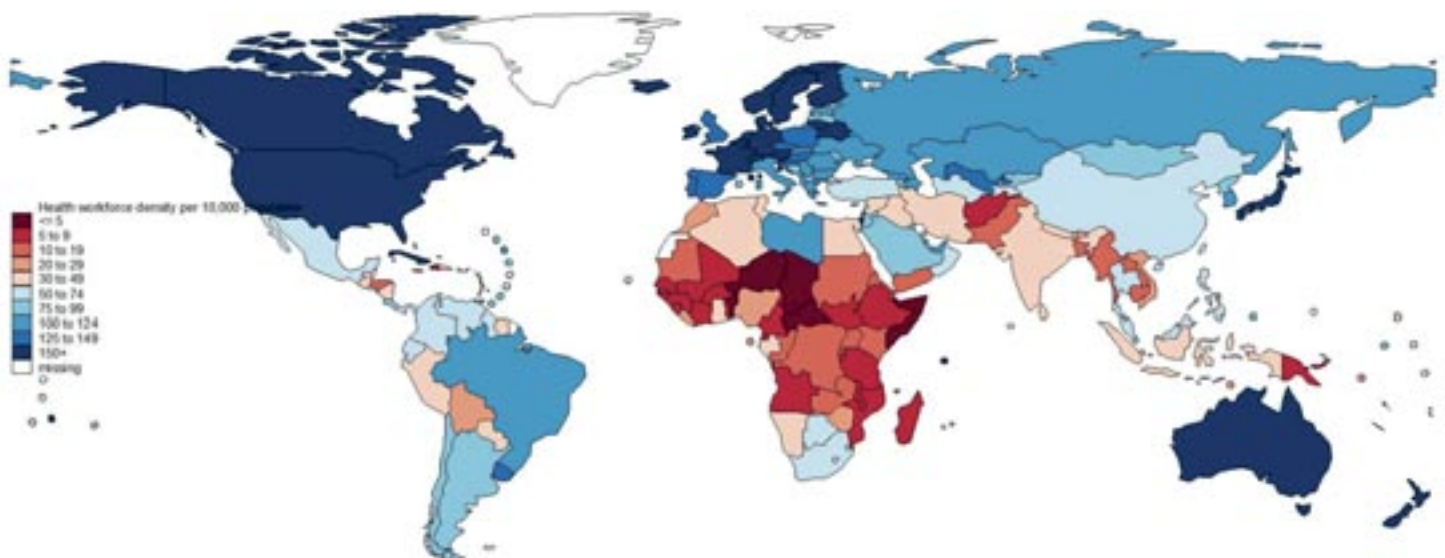 Health workforce density per 10,000 population
<= 5
5 to 9
10 to 19
20 to 29
30 to 49
50 to 74
75 to 99
100 to 124
125 to 149
150+
missing